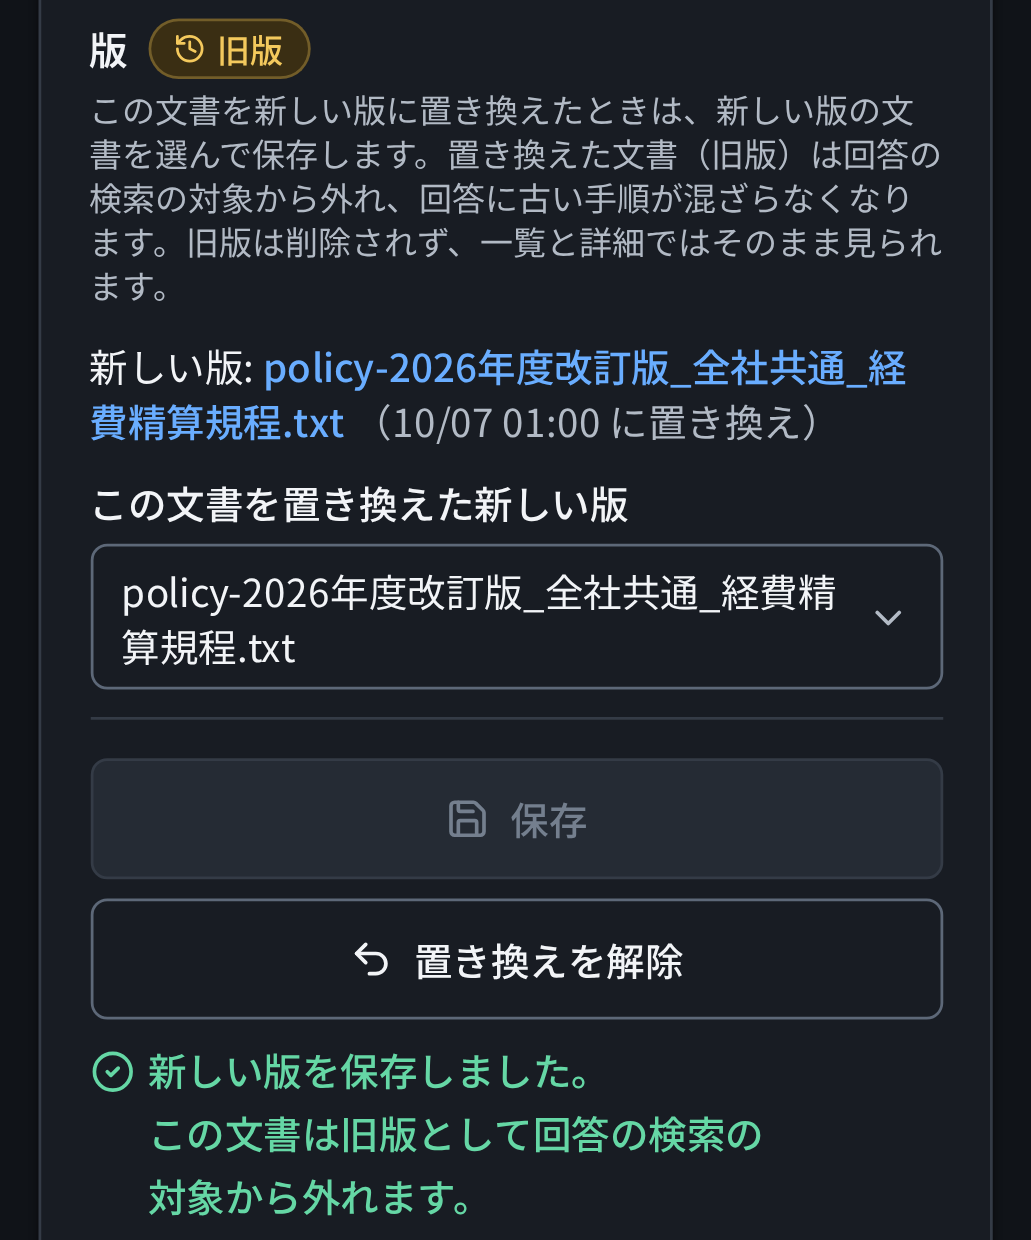 版 旧版
この文書を新しい版に置き換えたときは、新しい版の文
書を選んで保存します。置き換えた文書（旧版）は回答の
検索の対象から外れ、回答に古い手順が混ざらなくなり
ます。旧版は削除されず、一覧と詳細ではそのまま見られ
ます。
新しい版: policy-2026年度改訂版_全社共通_経
費精算規程.txt （10/07 01:00 に置き換え）
この文書を置き換えた新しい版
policy-2026年度改訂版_全社共通_経費精
算規程.txt
保存
置き換えを解除
新しい版を保存しました。
この文書は旧版として回答の検索の
対象から外れます。